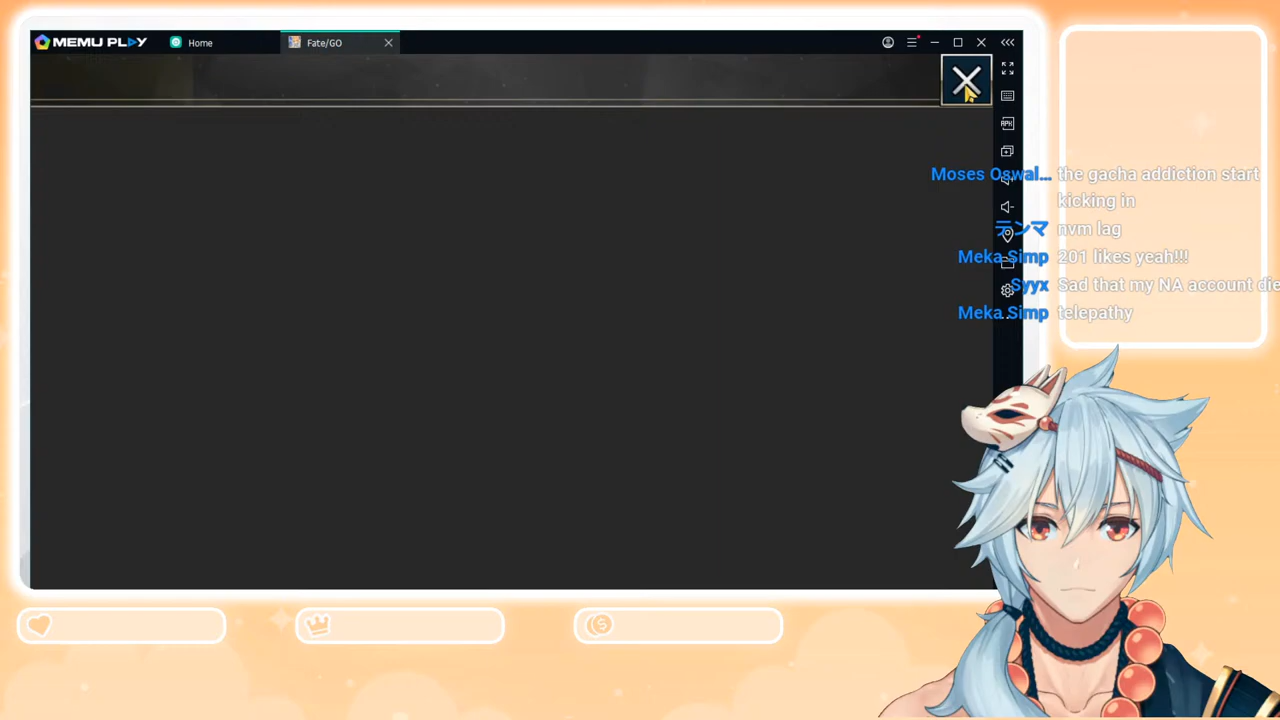 MEMU PLAY
Home
Fate/GO
APK
Moses Oswal... the gacha addiction start
kicking in
テンマ nvm lag
Meka Simp 201 likes yeah!!!
Syyx Sad that my NA account die
Meka Simp telepathy